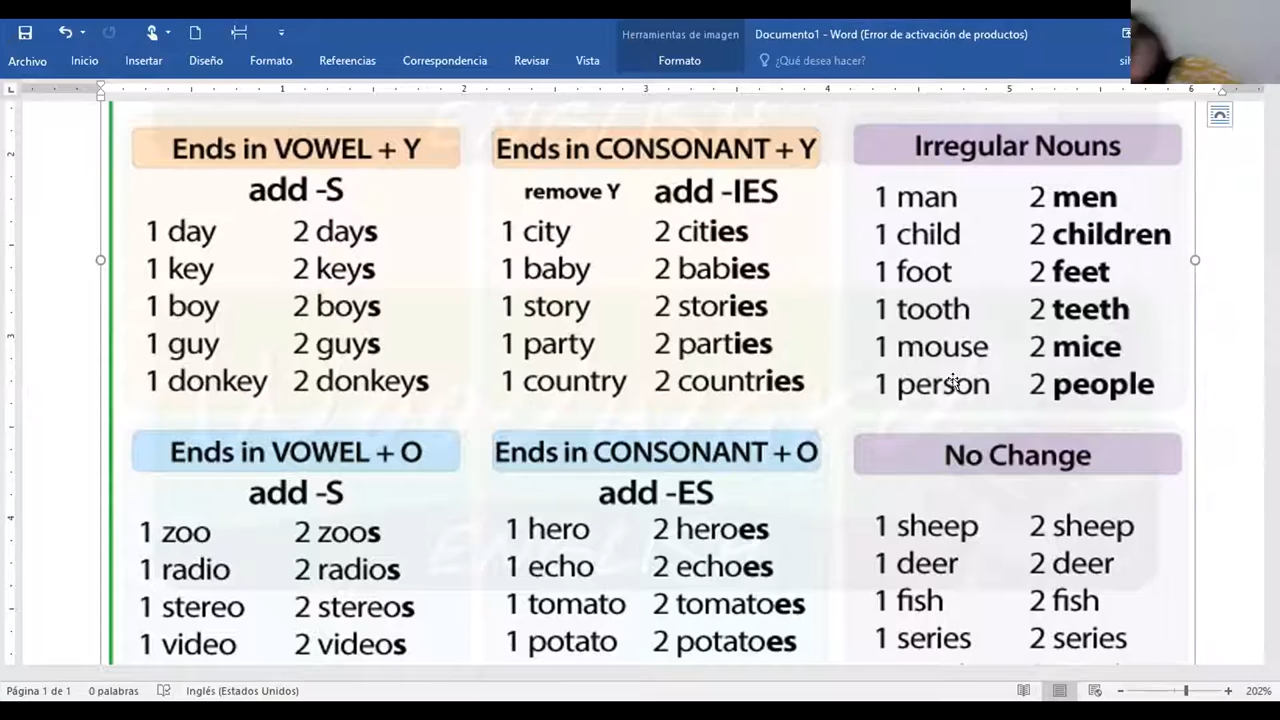 Herramientas de imagen
Documento1 - Word (Error de activación de productos)
Archivo Inicio Insertar Diseño Formato Referencias Correspondencia Revisar Vista Formato ¿Qué desea hacer?
1 2 3 4 5 6
Ends in VOWEL + Y
add -S
1 day 2 days
1 key 2 keys
1 boy 2 boys
1 guy 2 guys
1 donkey 2 donkeys
Ends in CONSONANT + Y
remove Y add -IES
1 city 2 cities
1 baby 2 babies
1 story 2 stories
1 party 2 parties
1 country 2 countries
Irregular Nouns
1 man 2 men
1 child 2 children
1 foot 2 feet
1 tooth 2 teeth
1 mouse 2 mice
1 person 2 people
Ends in VOWEL + O
add -S
1 zoo 2 zoos
1 radio 2 radios
1 stereo 2 stereos
1 video 2 videos
Ends in CONSONANT + O
add -ES
1 hero 2 heroes
1 echo 2 echoes
1 tomato 2 tomatoes
1 potato 2 potatoes
No Change
1 sheep 2 sheep
1 deer 2 deer
1 fish 2 fish
1 series 2 series
Página 1 de 1 0 palabras Inglés (Estados Unidos) 202%